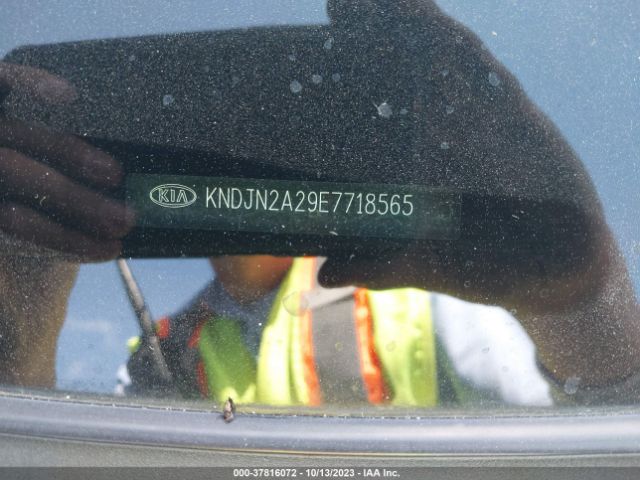 KIA KNDJN2A29E7718565
000-37816072 - 10/13/2023 - IAA Inc.